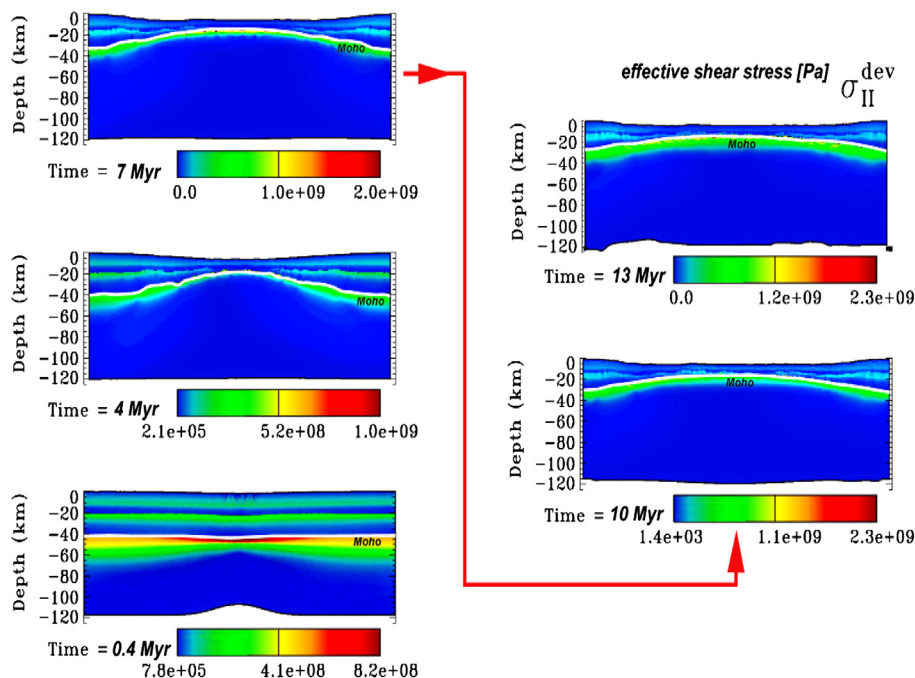 Depth (km)
0
-20
-40
-60
-80
-100
-120
Moho
Time = 7 Myr
0.0 1.0e+09 2.0e+09
Depth (km)
0
-20
-40
-60
-80
-100
-120
Moho
Time = 4 Myr
2.1e+05 5.2e+08 1.0e+09
Depth (km)
0
-20
-40
-60
-80
-100
-120
Moho
Time = 0.4 Myr
7.8e+05 4.1e+08 8.2e+08
effective shear stress [Pa] σ dev II
Depth (km)
0
-20
-40
-60
-80
-100
-120
Moho
Time = 13 Myr
0.0 1.2e+09 2.3e+09
Depth (km)
0
-20
-40
-60
-80
-100
-120
Moho
Time = 10 Myr
1.4e+03 1.1e+09 2.3e+09